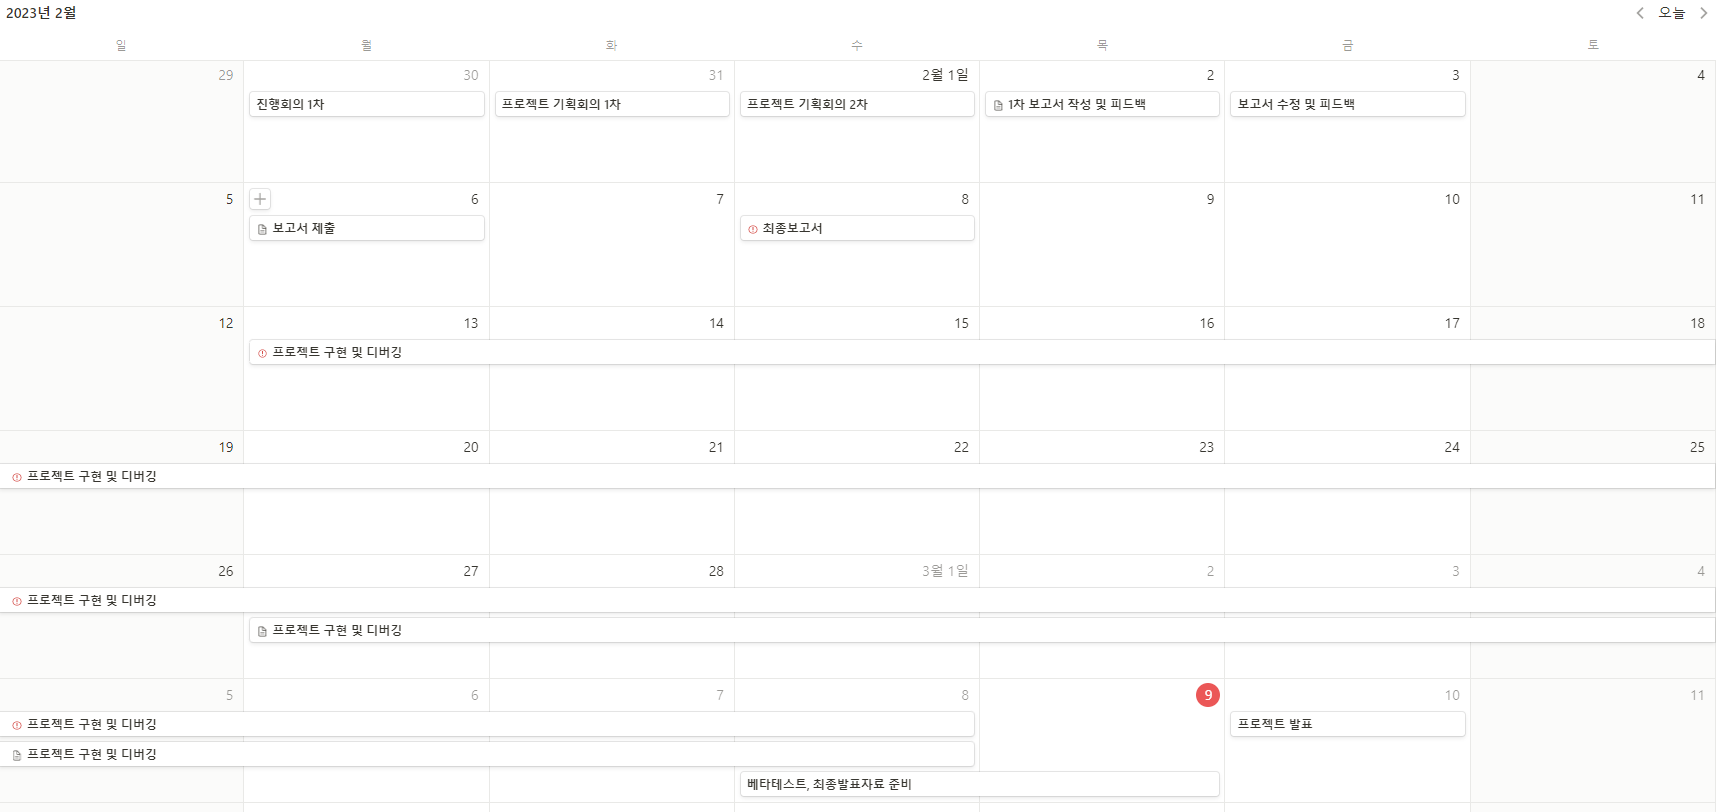 2023년 2월
오늘
일 월 화 수 목 금 토
29 30 31 2월 1일 2 3 4
진행회의 1차 프로젝트 기획회의 1차 프로젝트 기획회의 2차 1차 보고서 작성 및 피드백 보고서 수정 및 피드백
5 6 7 8 9 10 11
보고서 제출 최종보고서
12 13 14 15 16 17 18
프로젝트 구현 및 디버깅
19 20 21 22 23 24 25
프로젝트 구현 및 디버깅
26 27 28 3월 1일 2 3 4
프로젝트 구현 및 디버깅
프로젝트 구현 및 디버깅
5 6 7 8 9 10 11
프로젝트 구현 및 디버깅 프로젝트 발표
프로젝트 구현 및 디버깅
베타테스트, 최종발표자료 준비